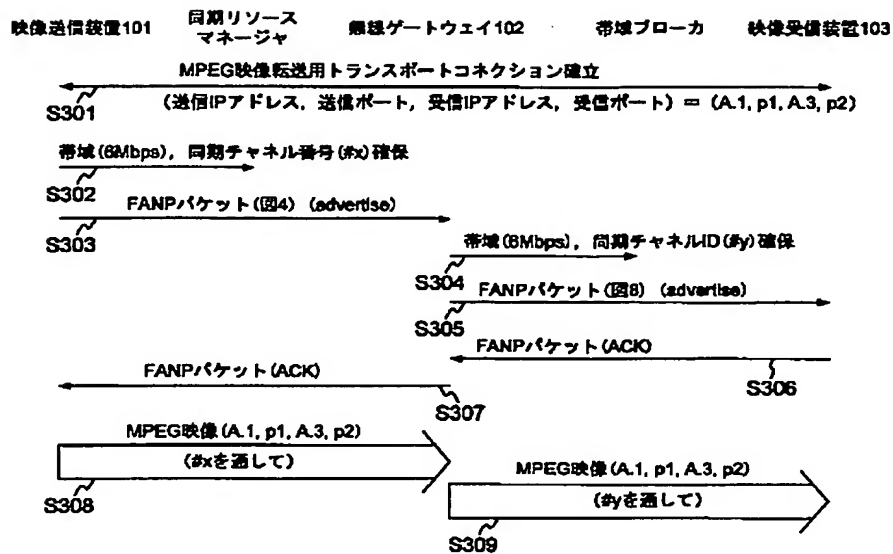 映像送信装置101
同期リソース
マネージャ
無線ゲートウェイ102
帯域ブローカ
映像受信装置103
MPEG映像転送用トランスポートコネクション確立
S301
(送信IPアドレス，送信ポート，受信IPアドレス，受信ポート) = (A.1, p1, A.3, p2)
帯域(6Mbps)，同期チャネル番号(#x)確保
S302
FANPパケット(図4) (advertise)
S303
帯域(6Mbps)，同期チャネルID(#y)確保
S304
FANPパケット(図8) (advertise)
S305
FANPパケット(ACK)
S306
FANPパケット(ACK)
S307
MPEG映像(A.1, p1, A.3, p2)
(#xを通して)
S308
MPEG映像(A.1, p1, A.3, p2)
(#yを通して)
S309